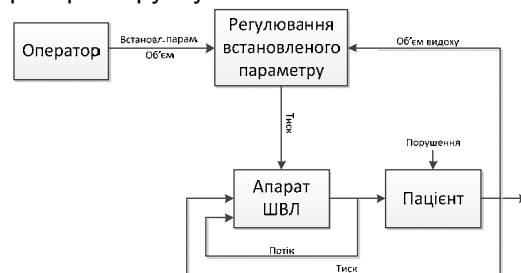 Оператор
Встановл.парам.
Об'єм
Регулювання
встановленого
параметру
Об'єм видоху
Тиск
Порушення
Апарат
ШВЛ
Пацієнт
Потік
Тиск